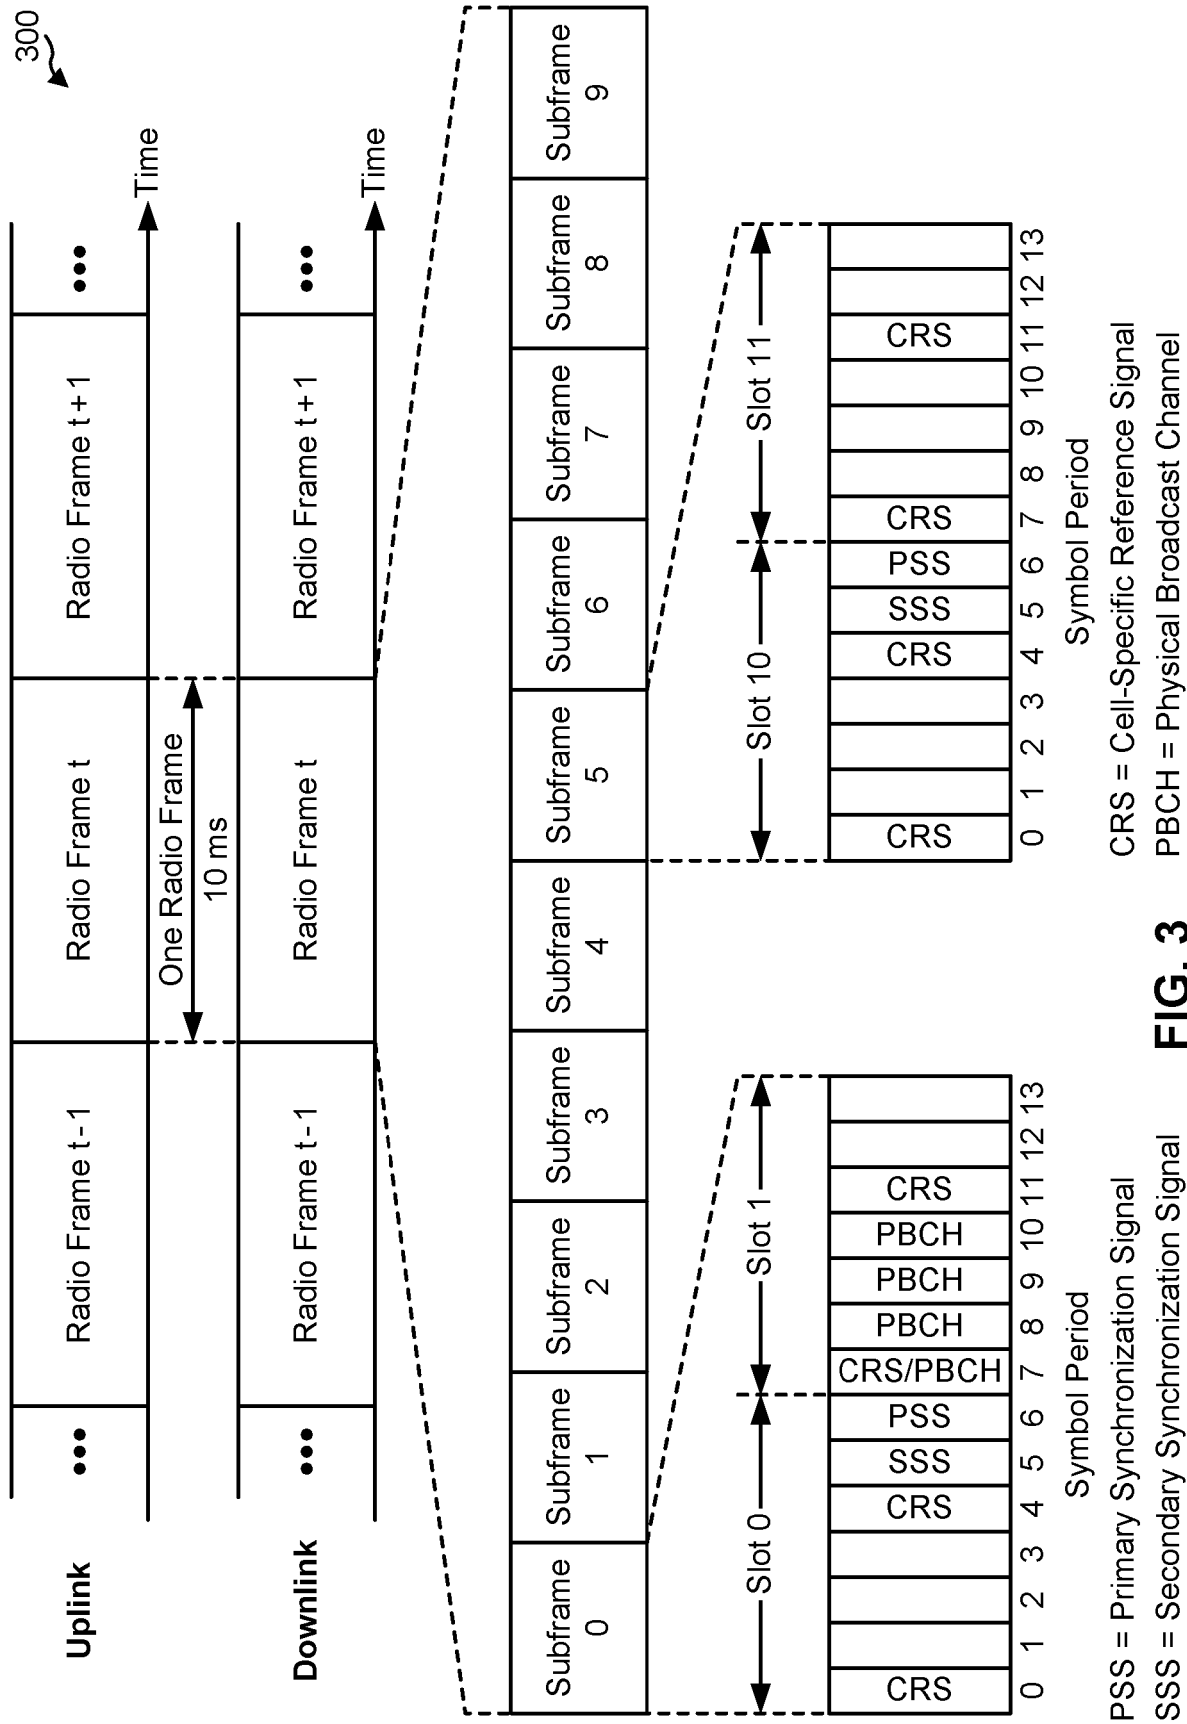 300
Uplink
•••
Radio Frame t - 1
Radio Frame t
Radio Frame t + 1
•••
Time
One Radio Frame
10 ms
Downlink
•••
Radio Frame t - 1
Radio Frame t
Radio Frame t + 1
•••
Time
Subframe 0
Subframe 1
Subframe 2
Subframe 3
Subframe 4
Subframe 5
Subframe 6
Subframe 7
Subframe 8
Subframe 9
Slot 0
Slot 1
CRS
CRS
SSS
PSS
CRS/PBCH
PBCH
PBCH
PBCH
CRS
0 1 2 3 4 5 6 7 8 9 10 11 12 13
Symbol Period
Slot 10
Slot 11
CRS
CRS
SSS
PSS
CRS
CRS
0 1 2 3 4 5 6 7 8 9 10 11 12 13
Symbol Period
PSS = Primary Synchronization Signal
SSS = Secondary Synchronization Signal
CRS = Cell-Specific Reference Signal
PBCH = Physical Broadcast Channel
FIG. 3